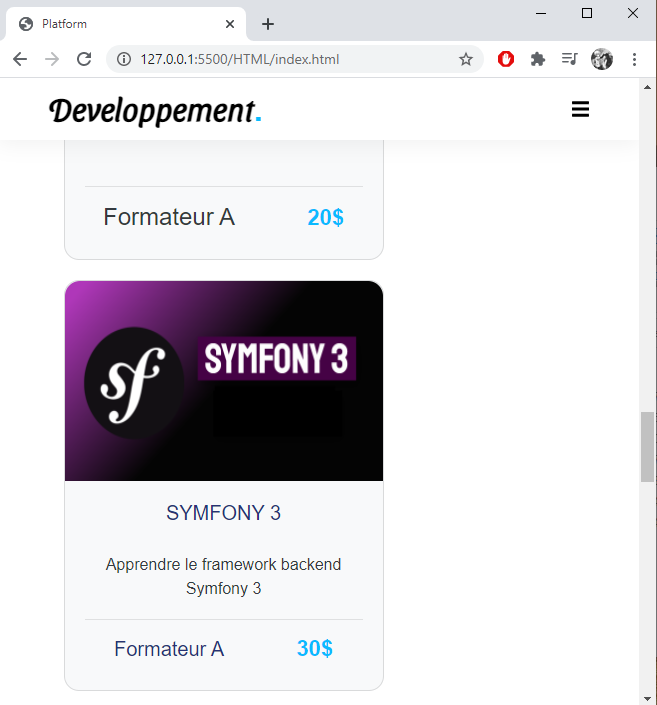 Platform
127.0.0.1:5500/HTML/index.html
Developpement.
Formateur A 20$
sf
SYMFONY 3
SYMFONY 3
Apprendre le framework backend
Symfony 3
Formateur A 30$